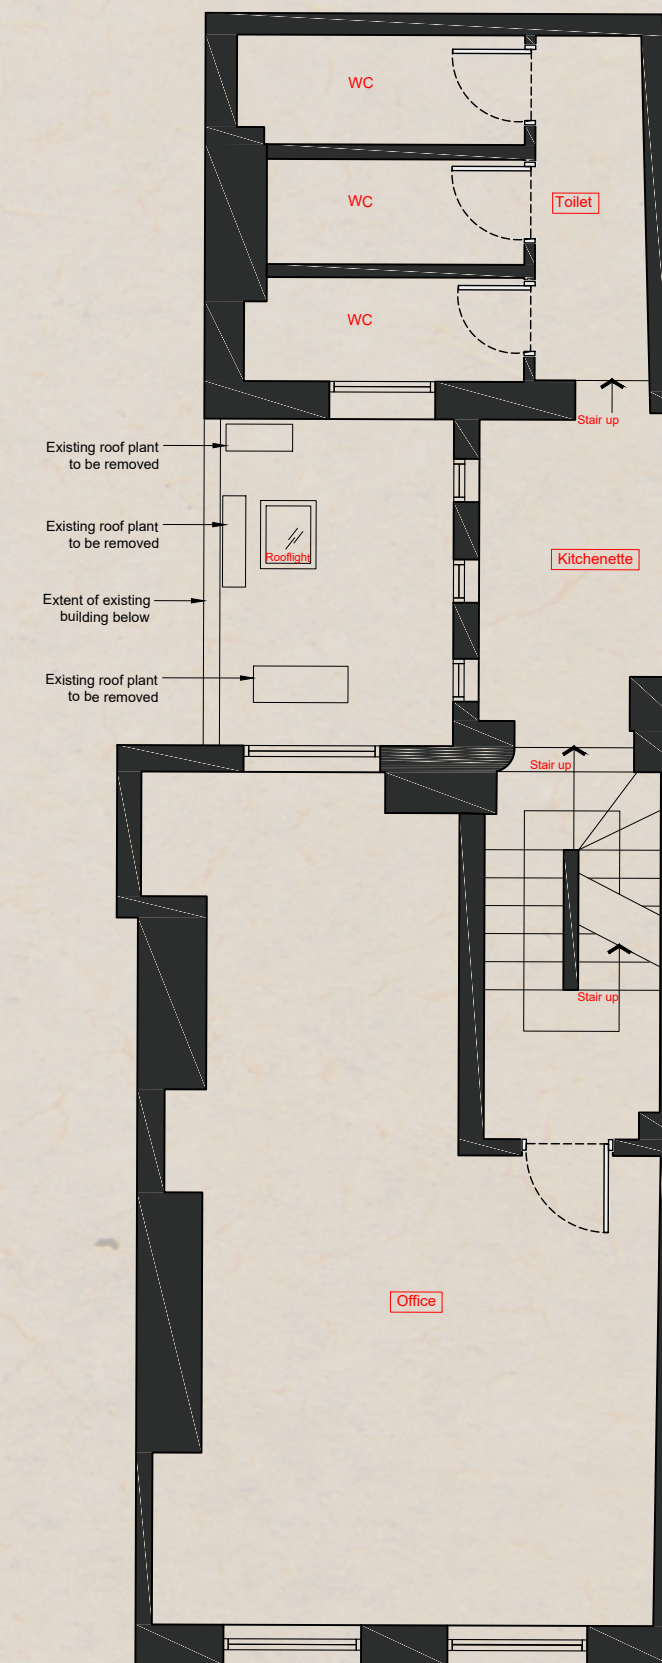 WC
WC
Toilet
WC
Stair up
Existing roof plant
to be removed
Existing roof plant
to be removed
Rooflight
Kitchenette
Extent of existing
building below
Existing roof plant
to be removed
Stair up
Stair up
Office